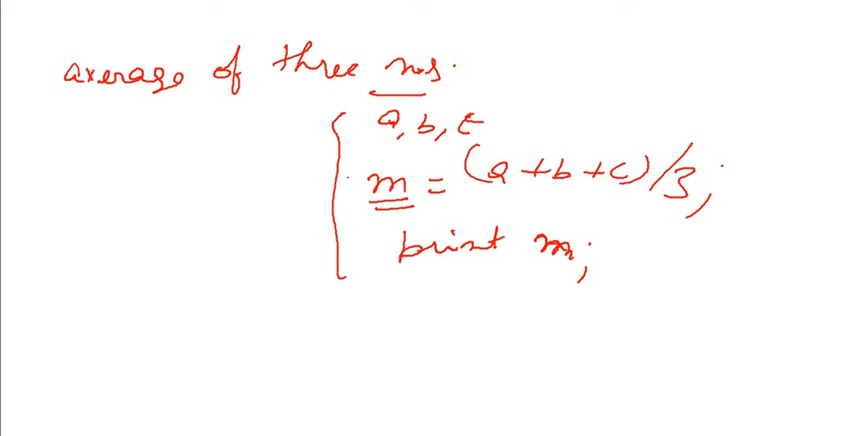 average of three nos.
a, b, c
m = (a+b+c)/3;
print m;